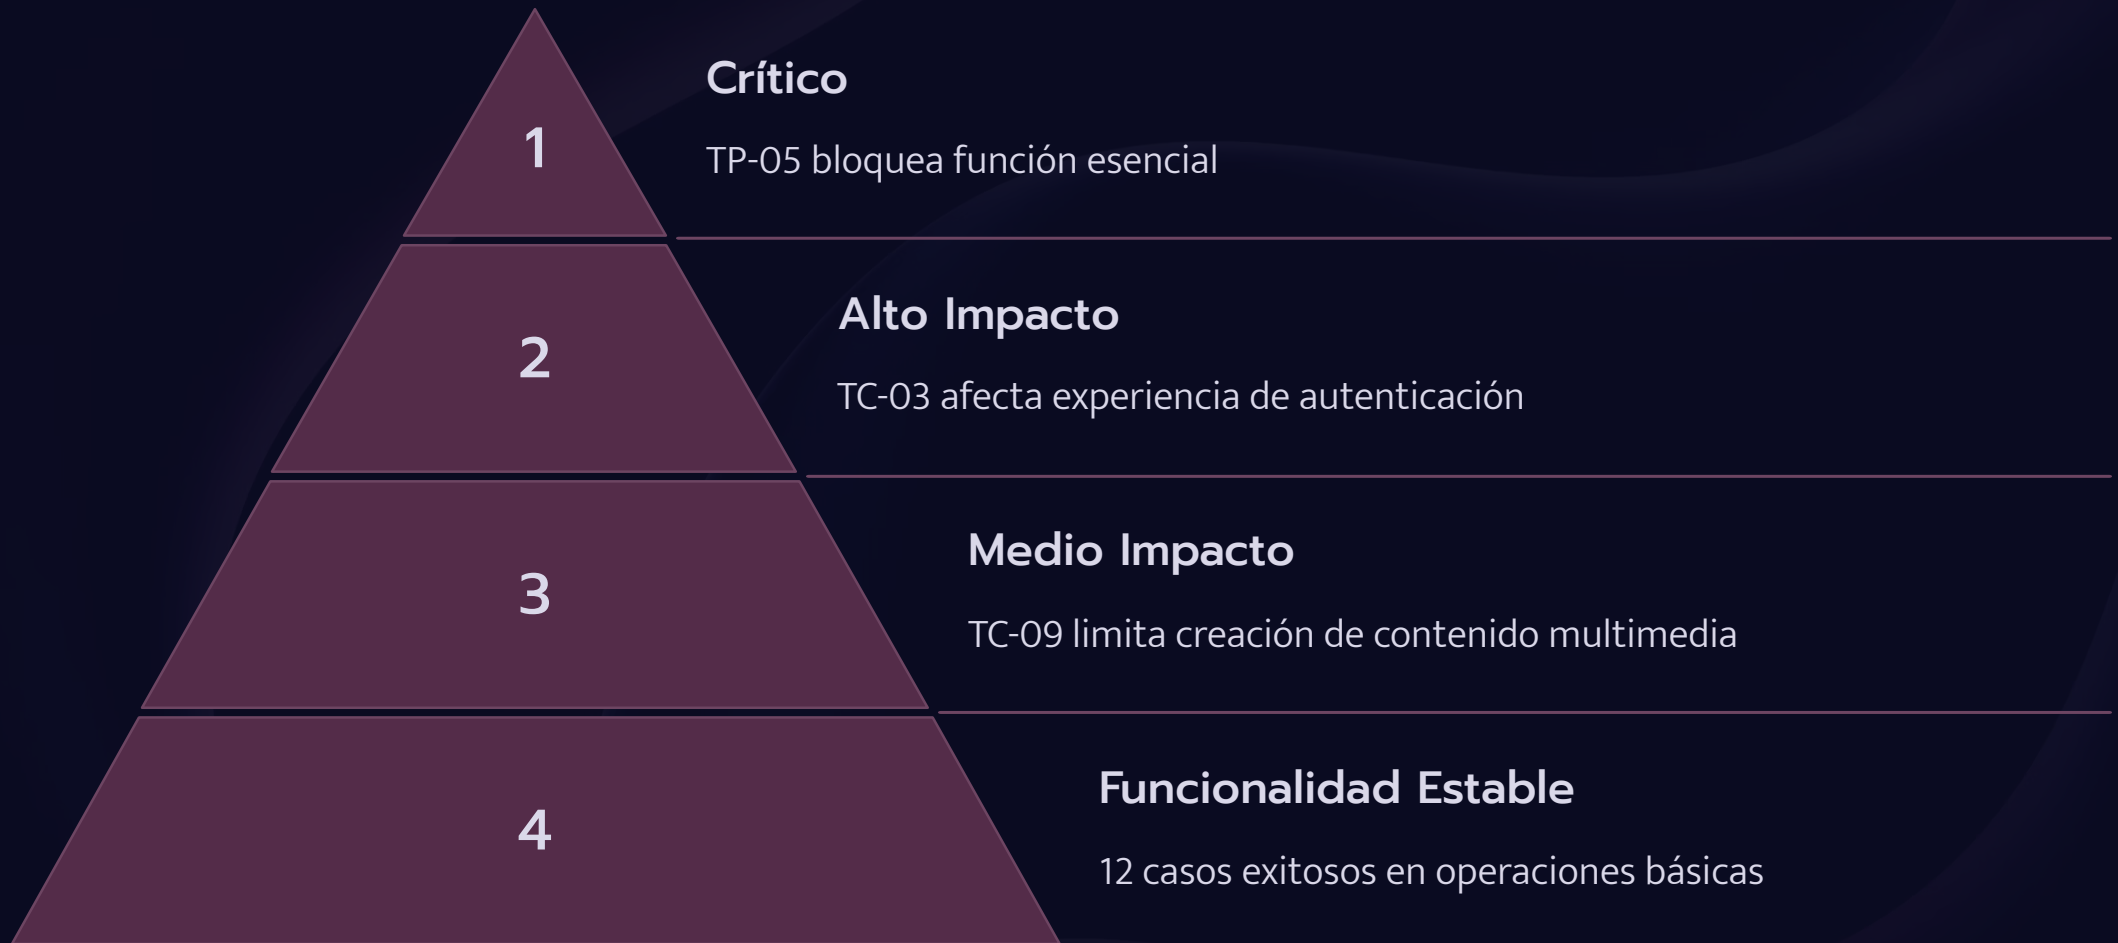 1
Crítico
TP-05 bloquea función esencial
2
Alto Impacto
TC-03 afecta experiencia de autenticación
3
Medio Impacto
TC-09 limita creación de contenido multimedia
4
Funcionalidad Estable
12 casos exitosos en operaciones básicas